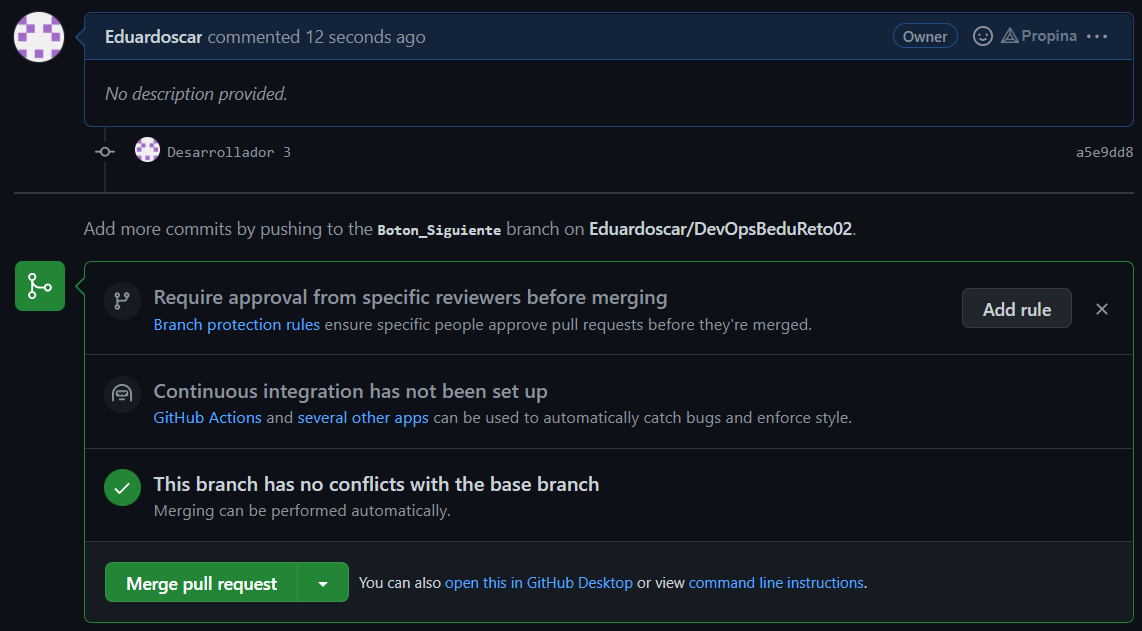 Eduardoscar commented 12 seconds ago Owner Propina ...
No description provided.
Desarrollador 3 a5e9dd8
Add more commits by pushing to the Boton_Siguiente branch on Eduardoscar/DevOpsBeduReto02.
Require approval from specific reviewers before merging
Branch protection rules ensure specific people approve pull requests before they're merged.
Add rule
Continuous integration has not been set up
GitHub Actions and several other apps can be used to automatically catch bugs and enforce style.
This branch has no conflicts with the base branch
Merging can be performed automatically.
Merge pull request You can also open this in GitHub Desktop or view command line instructions.